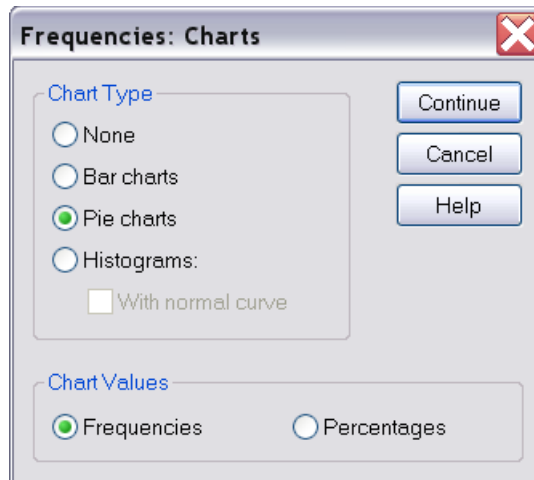 Frequencies: Charts
Chart Type
None
Bar charts
Pie charts
Histograms:
With normal curve
Continue
Cancel
Help
Chart Values
Frequencies
Percentages